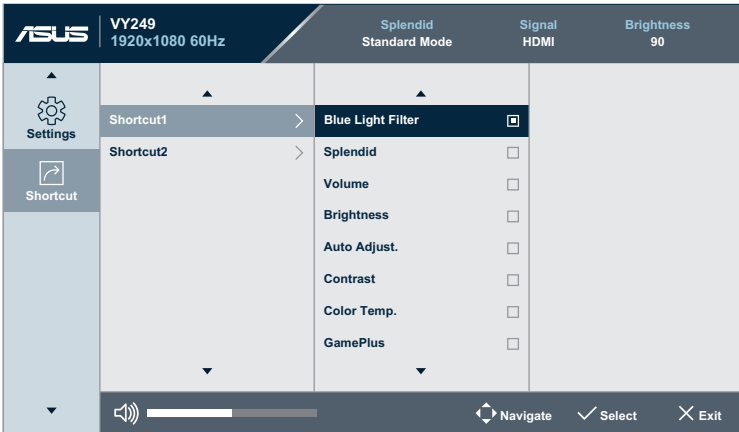 ASUS
VY249
1920x1080 60Hz
Splendid
Standard Mode
Signal
HDMI
Brightness
90
Settings
Shortcut
Shortcut1
Shortcut2
Blue Light Filter
Splendid
Volume
Brightness
Auto Adjust.
Contrast
Color Temp.
GamePlus
Navigate
Select
Exit